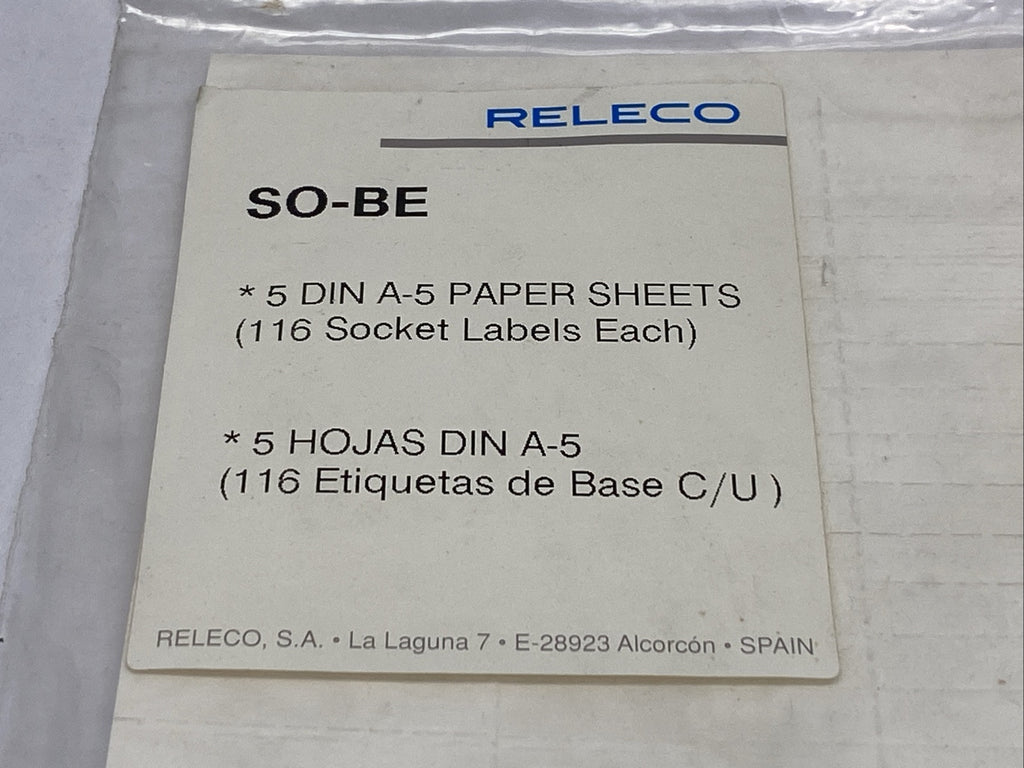 RELECO
SO-BE
* 5 DIN A-5 PAPER SHEETS
(116 Socket Labels Each)
* 5 HOJAS DIN A-5
(116 Etiquetas de Base C/U )
RELECO, S.A. • La Laguna 7 • E-28923 Alcorcón • SPAIN